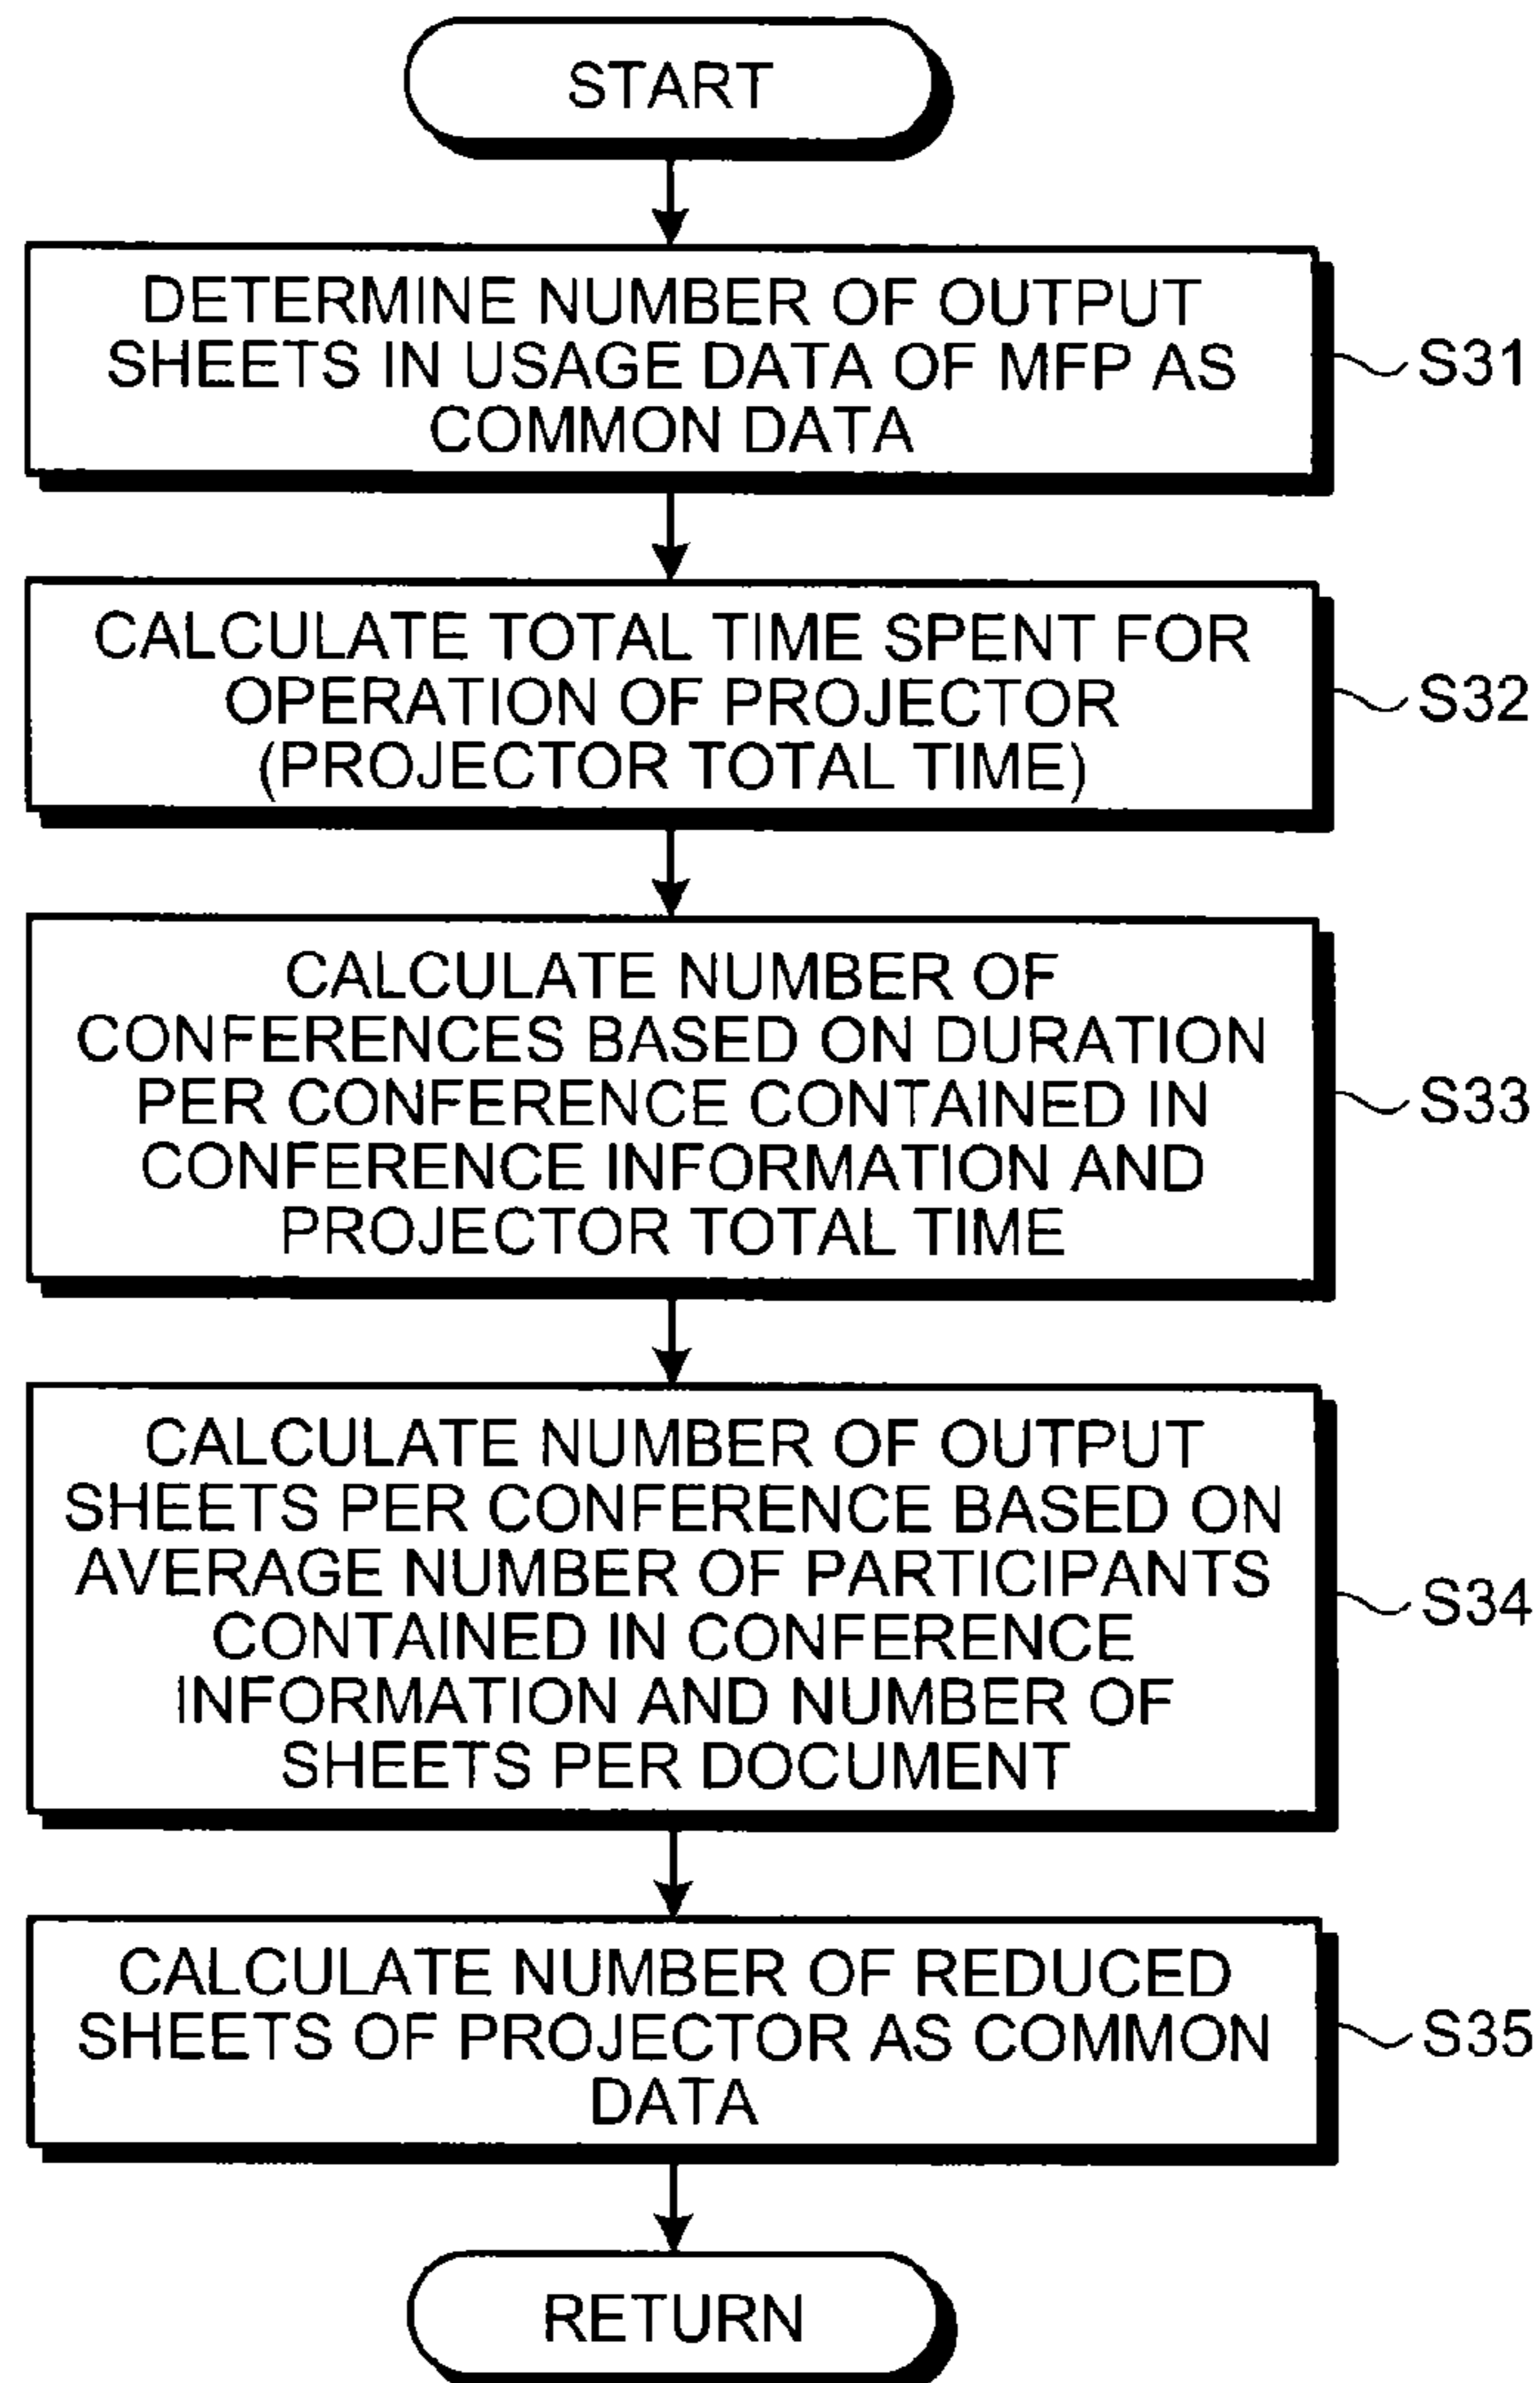 START
DETERMINE NUMBER OF OUTPUT
SHEETS IN USAGE DATA OF MFP AS
COMMON DATA
S31
CALCULATE TOTAL TIME SPENT FOR
OPERATION OF PROJECTOR
(PROJECTOR TOTAL TIME)
S32
CALCULATE NUMBER OF
CONFERENCES BASED ON DURATION
PER CONFERENCE CONTAINED IN
CONFERENCE INFORMATION AND
PROJECTOR TOTAL TIME
S33
CALCULATE NUMBER OF OUTPUT
SHEETS PER CONFERENCE BASED ON
AVERAGE NUMBER OF PARTICIPANTS
CONTAINED IN CONFERENCE
INFORMATION AND NUMBER OF
SHEETS PER DOCUMENT
S34
CALCULATE NUMBER OF REDUCED
SHEETS OF PROJECTOR AS COMMON
DATA
S35
RETURN